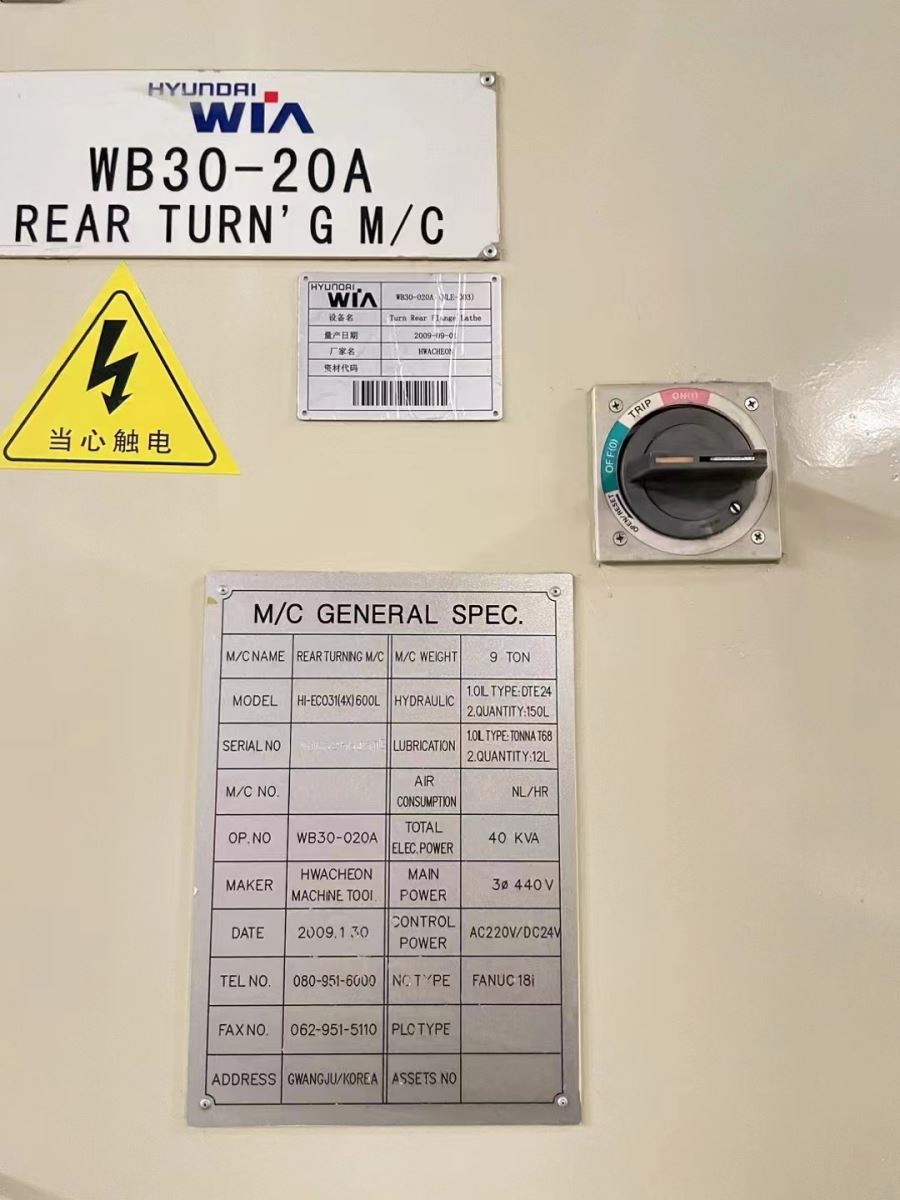 HYUNDAI
WIA
WB30-20A
REAR TURN'G M/C
HYUNDAI
WIA
WB30-020A (NLE-003)
设备名 Turn Rear Flange Lathe
量产日期 2009-09-01
厂家名 HWACHEON
资材代码
当心触电
TRIP
ON(I)
OFF(O)
OPEN/RESET
M/C GENERAL SPEC.
M/C NAME REAR TURNING M/C M/C WEIGHT 9 TON
MODEL HI-ECO31(4X)600L HYDRAULIC 1.OIL TYPE:DTE24
2.QUANTITY:150L
SERIAL NO LUBRICATION 1.OIL TYPE:TONNA T68
2.QUANTITY:12L
M/C NO. AIR
CONSUMPTION NL/HR
OP.NO WB30-020A TOTAL
ELEC.POWER 40 KVA
MAKER HWACHEON
MACHINE TOOL MAIN
POWER 3ø 440V
DATE 2009.1.30 CONTROL
POWER AC220V/DC24V
TEL NO. 080-951-6000 NC TYPE FANUC 18i
FAX NO. 062-951-5110 PLC TYPE
ADDRESS GWANGJU/KOREA ASSETS NO